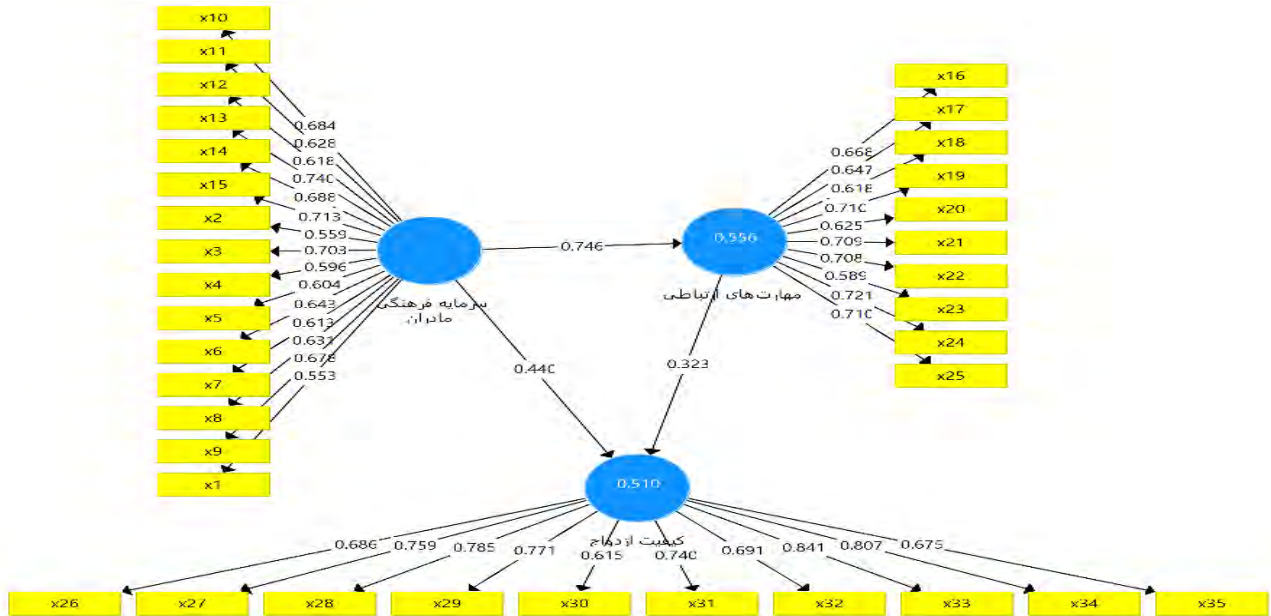 x10
x11
x12
x13
x14
x15
x2
x3
x4
x5
x6
x7
x8
x9
x1
0.684
0.628
0.618
0.740
0.688
0.713
0.559
0.703
0.596
0.604
0.643
0.613
0.631
0.678
0.553
سرمایه فرهنگی
مادران
0.746
0.556
مهارت‌های ارتباطی
0.668
0.647
0.618
0.710
0.625
0.709
0.708
0.589
0.721
0.710
x16
x17
x18
x19
x20
x21
x22
x23
x24
x25
0.440
0.323
0.510
کیفیت ازدواج
0.686
0.759
0.785
0.771
0.615
0.740
0.691
0.841
0.807
0.675
x26
x27
x28
x29
x30
x31
x32
x33
x34
x35